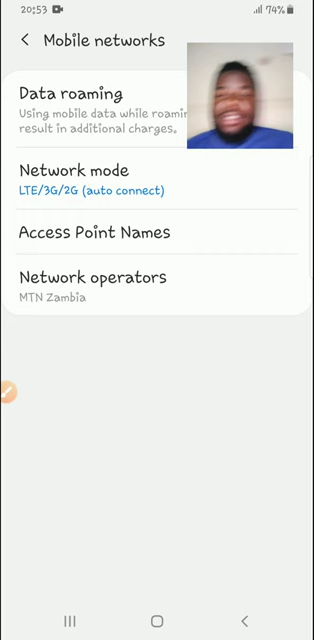 20:53
74%
Mobile networks
Data roaming
Using mobile data while roamin
result in additional charges.
Network mode
LTE/3G/2G (auto connect)
Access Point Names
Network operators
MTN Zambia